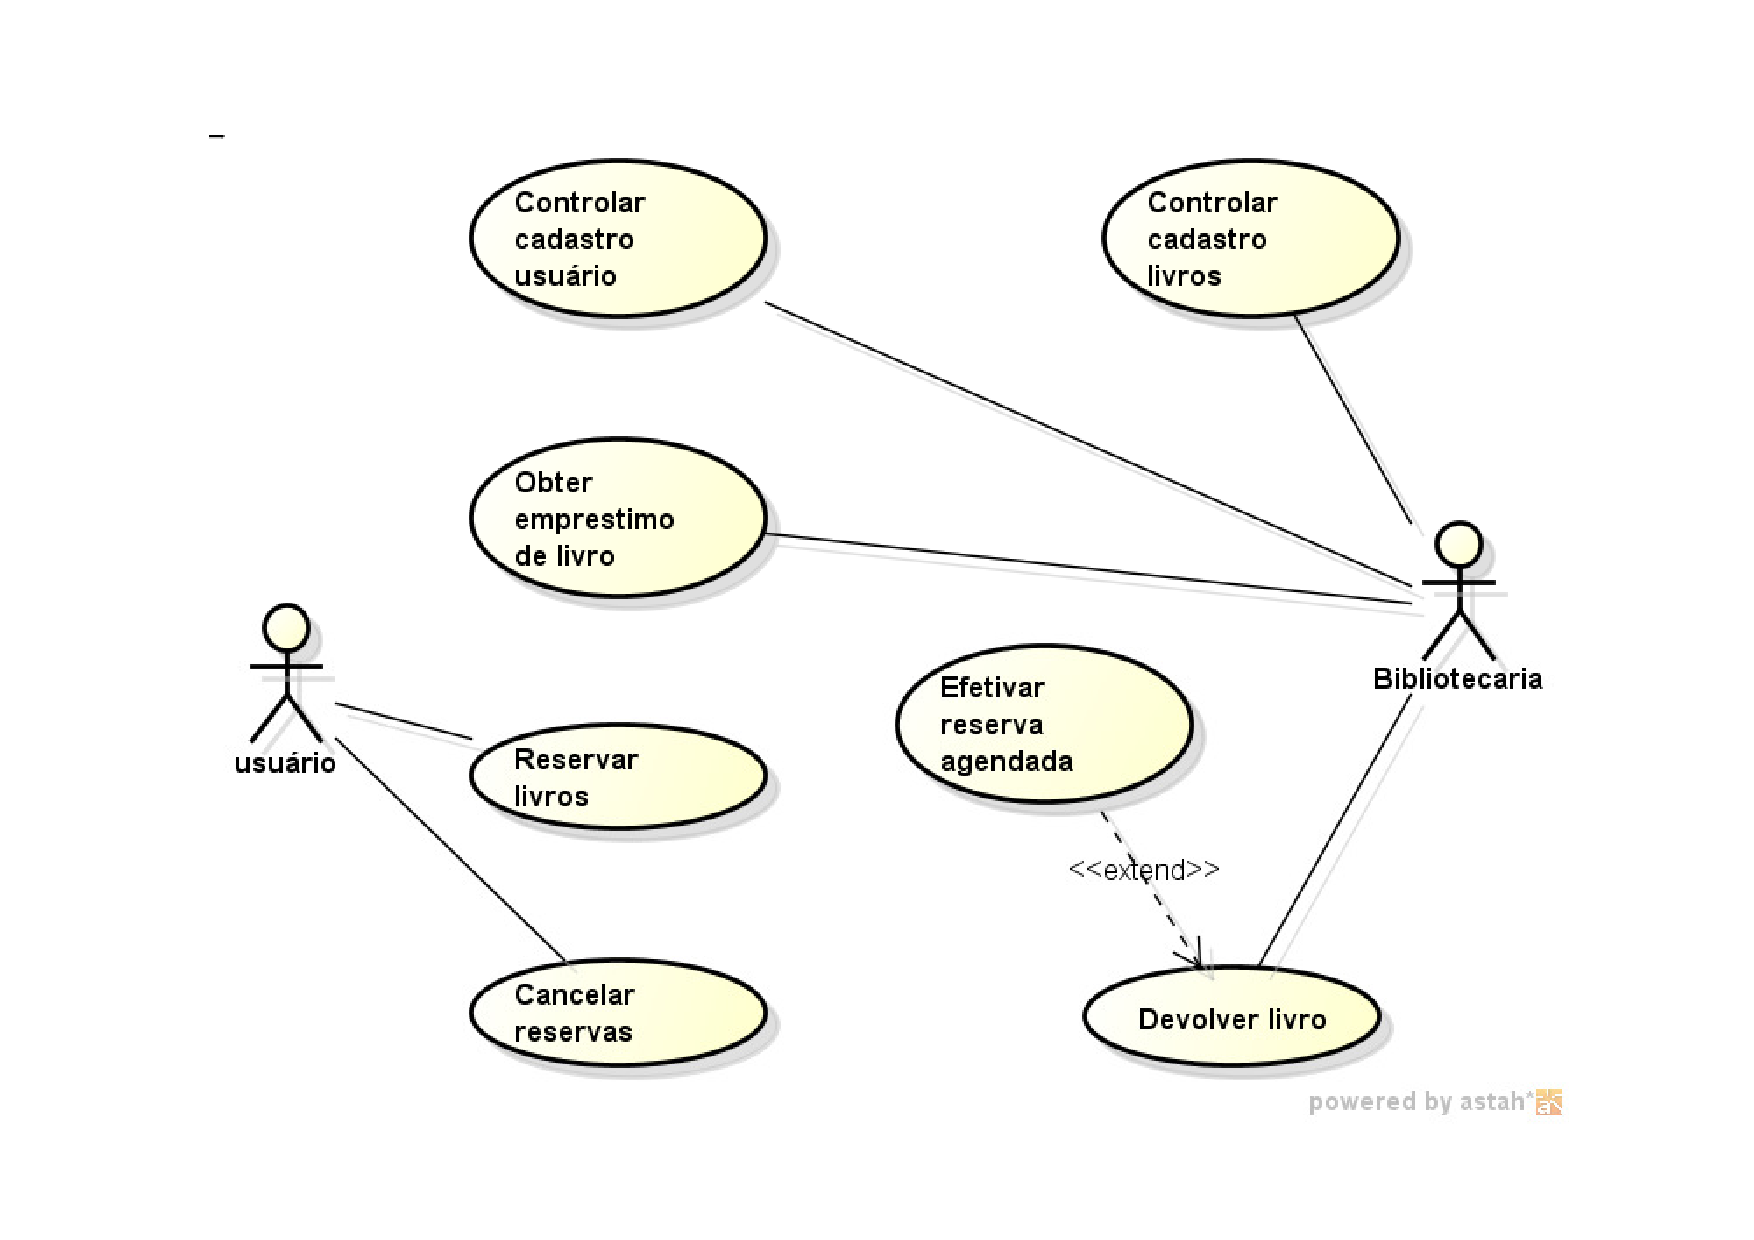 Controlar
cadastro
usuário
Controlar
cadastro
livros
Obter
emprestimo
de livro
Bibliotecaria
Efetivar
reserva
agendada
usuário
Reservar
livros
<<extend>>
Cancelar
reservas
Devolver livro
powered by astah*